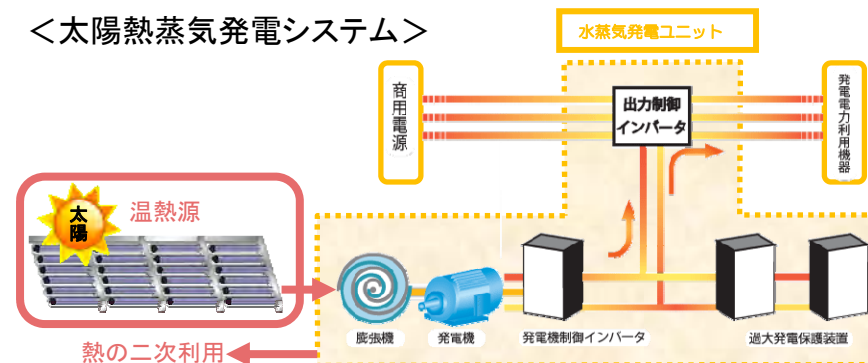 ＜太陽熱蒸気発電システム＞
水蒸気発電ユニット
商用電源
出力制御
インバータ
発電電力利用機器
太陽
温熱源
膨張機
発電機
発電機制御インバータ
過大発電保護装置
熱の二次利用